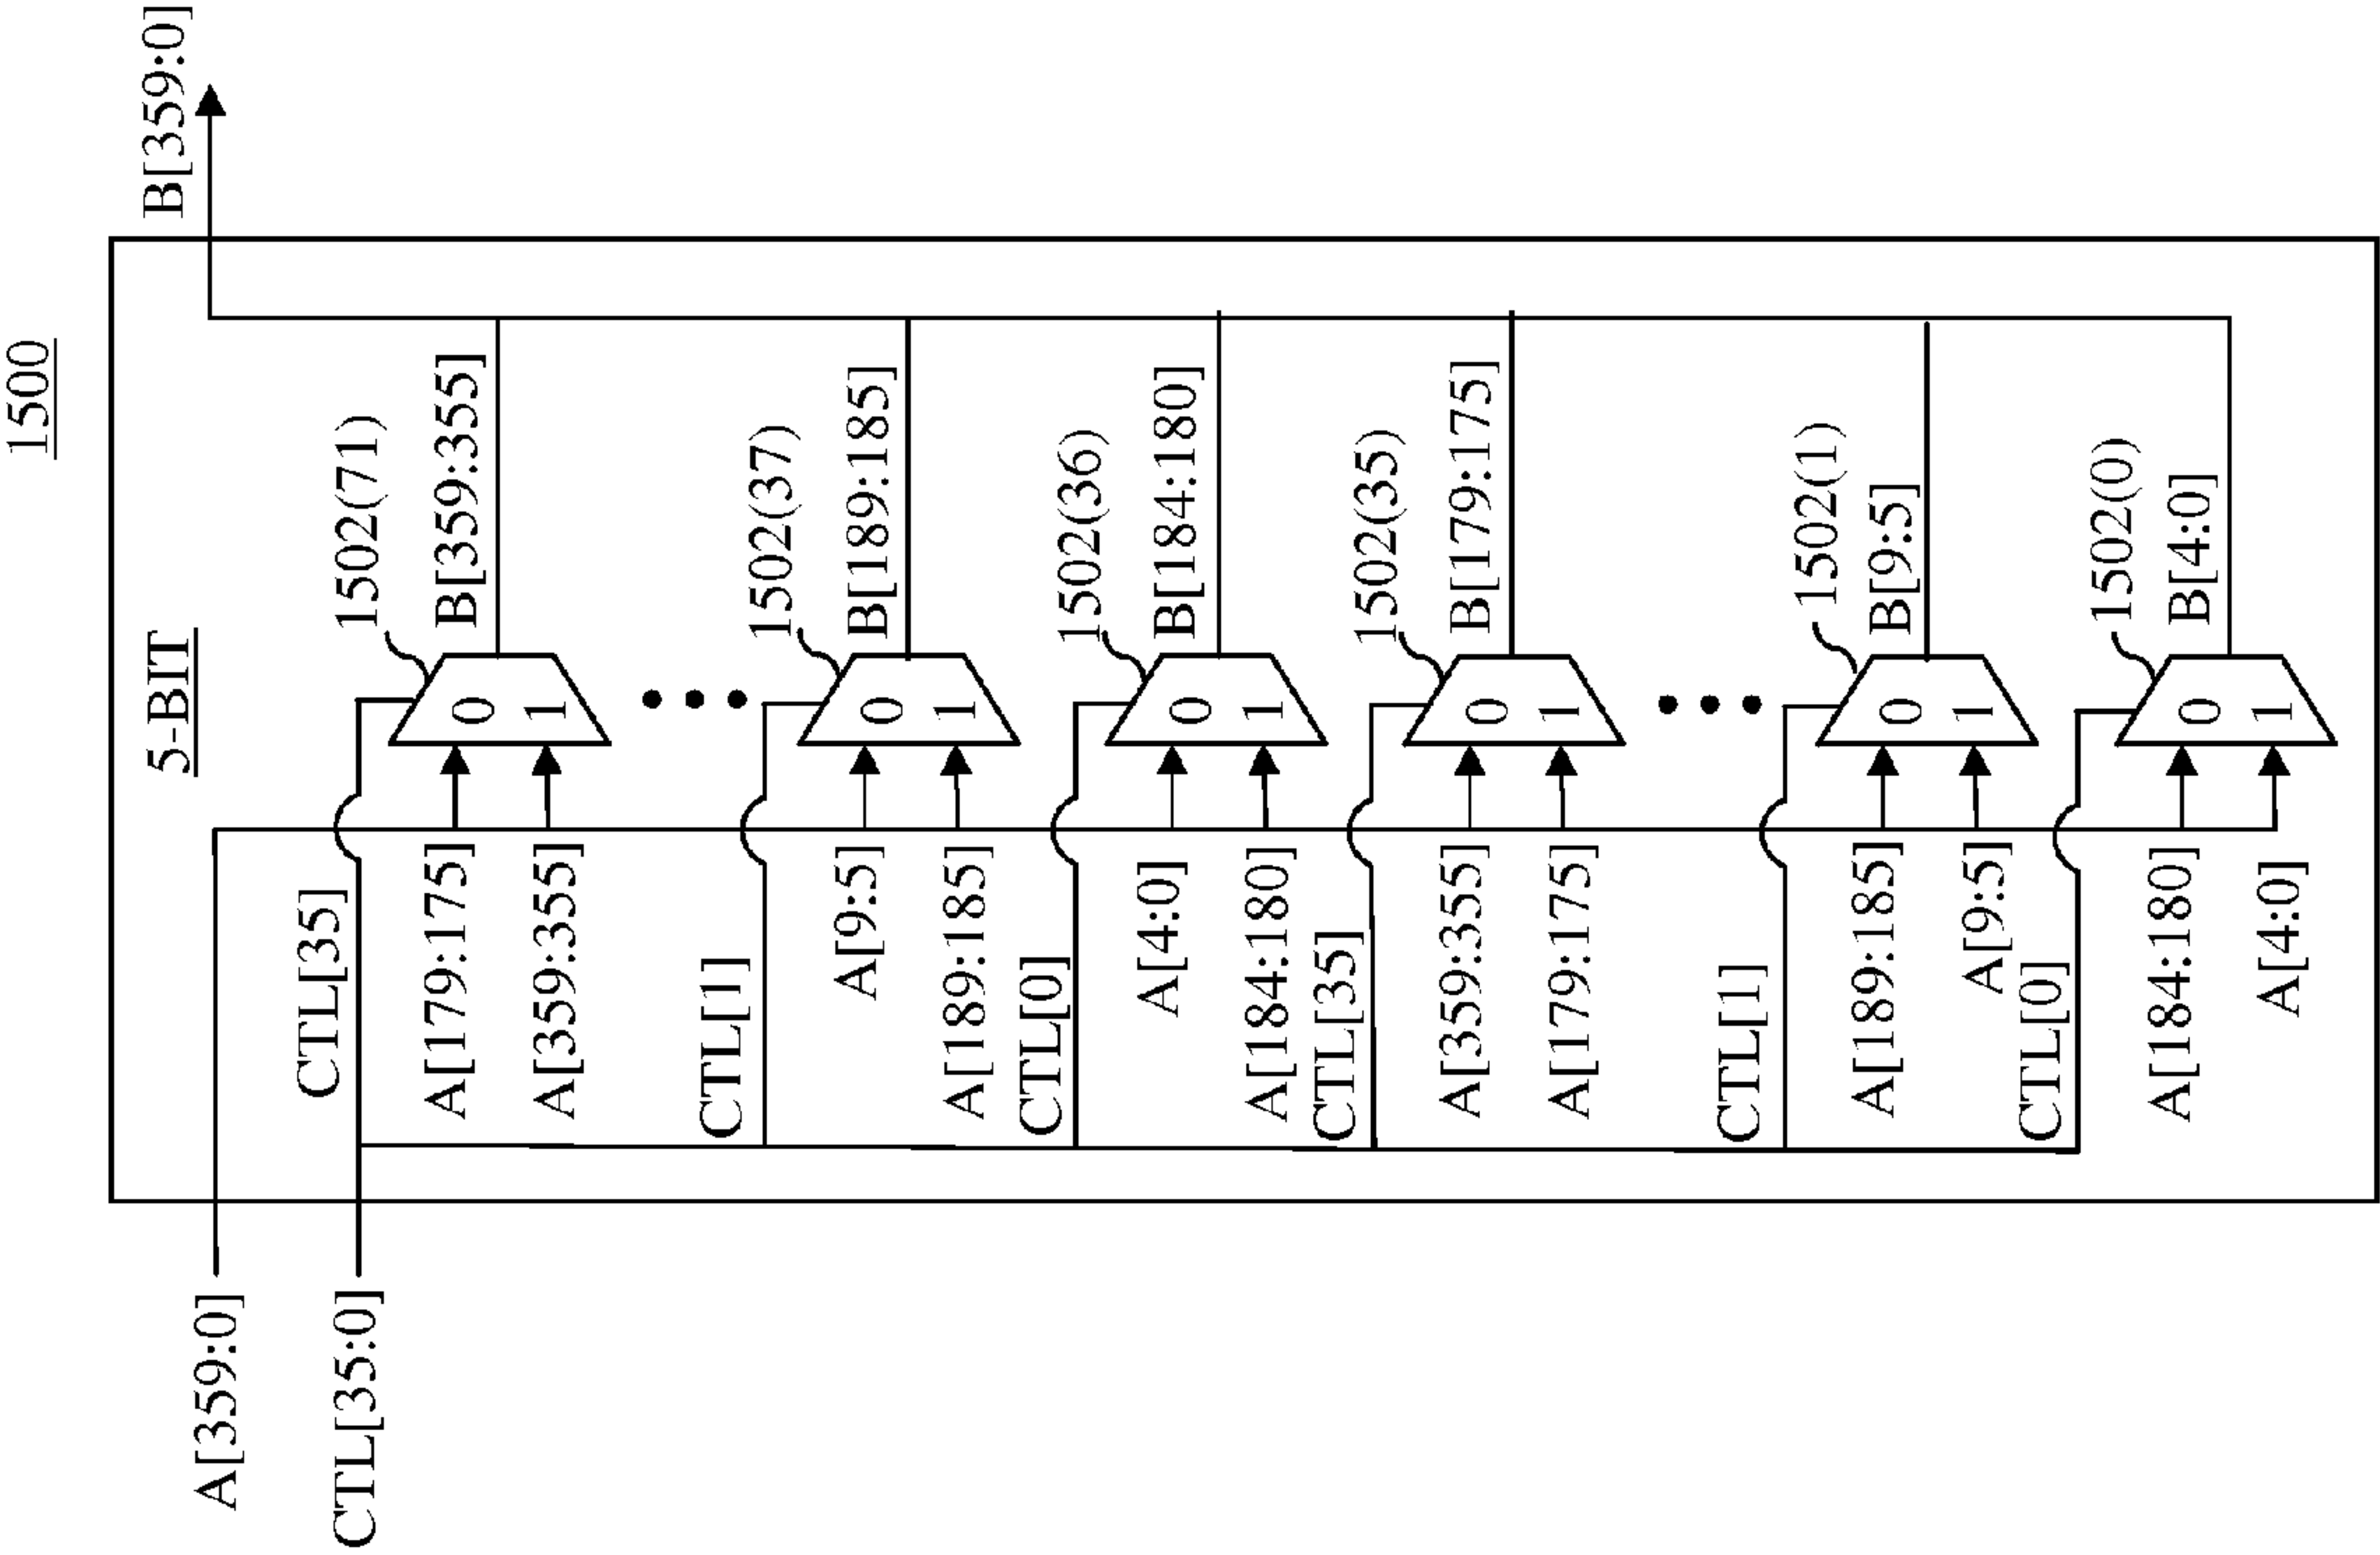 1500
5-BIT
A[359:0]
CTL[35:0]
B[359:0]
CTL[35]
A[179:175]
A[359:355]
0
1
1502(71)
B[359:355]
CTL[1]
A[9:5]
A[189:185]
0
1
1502(37)
B[189:185]
CTL[0]
A[4:0]
A[184:180]
0
1
1502(36)
B[184:180]
CTL[35]
A[359:355]
A[179:175]
0
1
1502(35)
B[179:175]
CTL[1]
A[189:185]
A[9:5]
0
1
1502(1)
B[9:5]
CTL[0]
A[184:180]
A[4:0]
0
1
1502(0)
B[4:0]